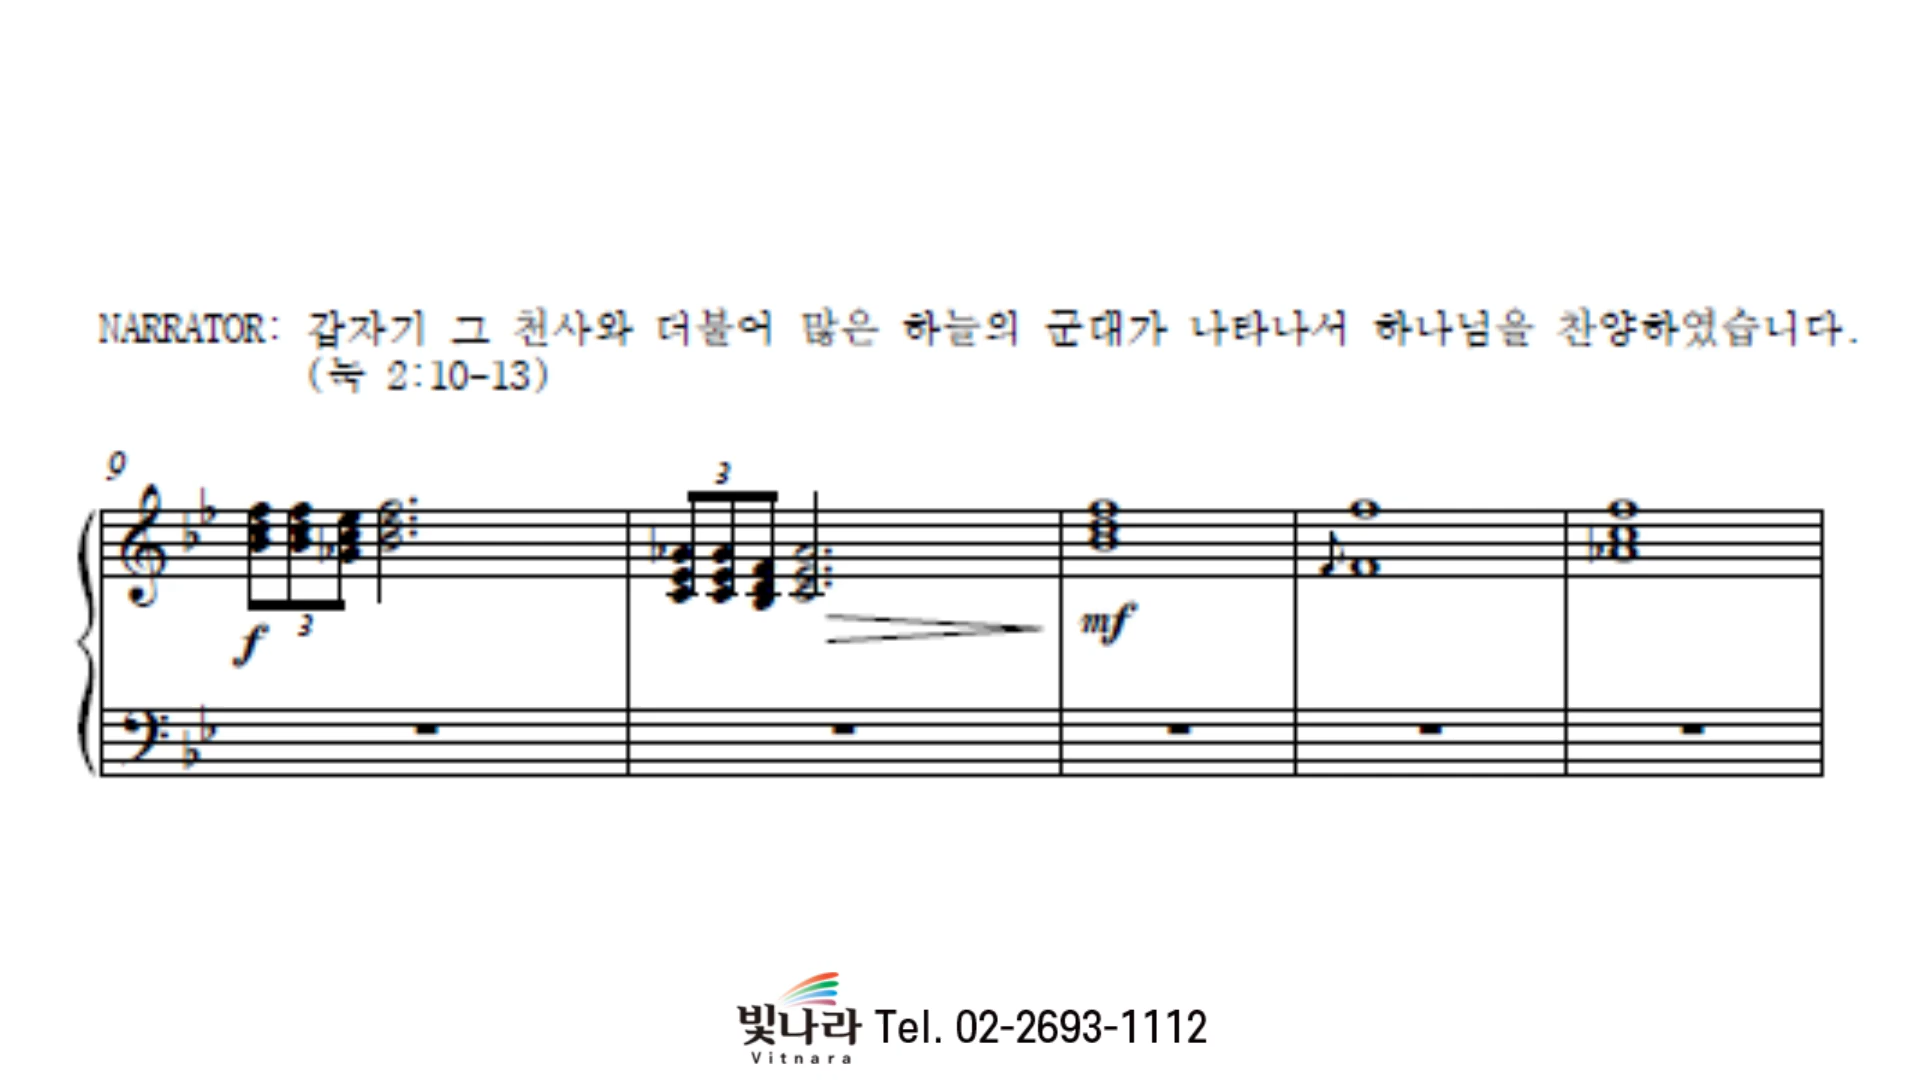 NARRATOR: 갑자기 그 천사와 더불어 많은 하늘의 군대가 나타나서 하나님을 찬양하였습니다.
(눅 2:10-13)
9
3
3
f
mf
빛나라 Tel. 02-2693-1112
Vitnara